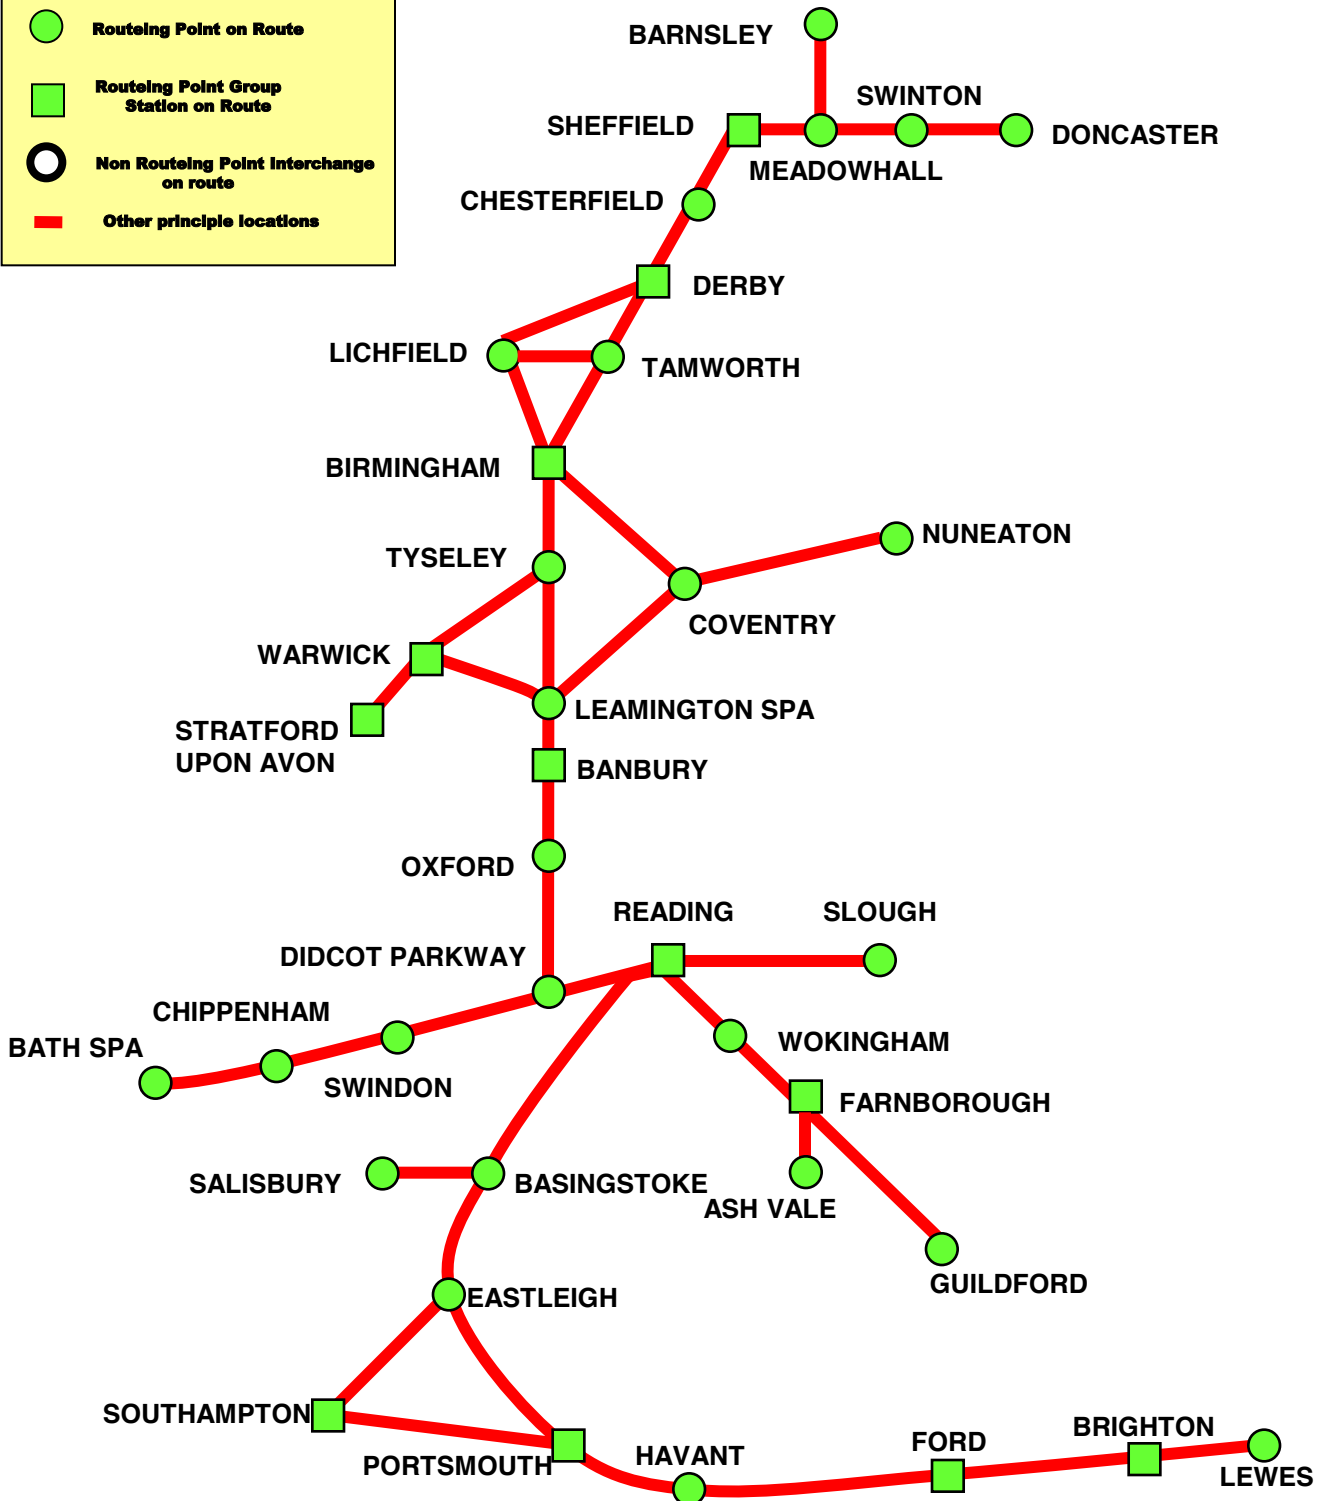 Routeing Point on Route
Routeing Point Group
Station on Route
Non Routeing Point Interchange
on route
Other principle locations
BARNSLEY
SWINTON
SHEFFIELD
DONCASTER
MEADOWHALL
CHESTERFIELD
DERBY
LICHFIELD
TAMWORTH
BIRMINGHAM
NUNEATON
TYSELEY
COVENTRY
WARWICK
LEAMINGTON SPA
STRATFORD
UPON AVON
BANBURY
OXFORD
READING
SLOUGH
DIDCOT PARKWAY
CHIPPENHAM
BATH SPA
WOKINGHAM
SWINDON
FARNBOROUGH
SALISBURY
BASINGSTOKE
ASH VALE
GUILDFORD
EASTLEIGH
SOUTHAMPTON
BRIGHTON
FORD
HAVANT
PORTSMOUTH
LEWES